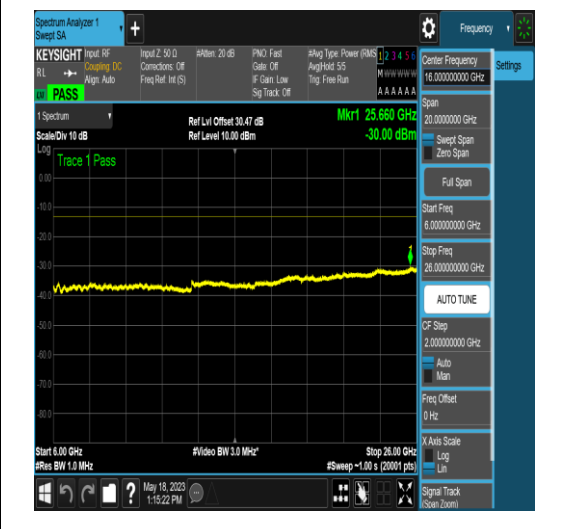 Spectrum Analyzer 1
Swept SA
Frequency
KEYSIGHT
RL
PASS
Input: RF
Coupling: DC
Align: Auto
Input Z: 50 Ω
Corrections: Off
Freq Ref: Int (S)
#Atten: 20 dB
PNO: Fast
Gate: Off
IF Gain: Low
Sig Track: Off
#Avg Type: Power (RMS
Avg|Hold: 5/5
Trig: Free Run
1 2 3 4 5 6
M w w w w w
A A A A A A
1 Spectrum
Scale/Div 10 dB
Ref Lvl Offset 30.47 dB
Ref Level 10.00 dBm
Mkr1 25.660 GHz
-30.00 dBm
Log
Trace 1 Pass
0.00
-10.0
-20.0
-30.0
-40.0
-50.0
-60.0
-70.0
-80.0
1
Start 6.00 GHz
#Res BW 1.0 MHz
#Video BW 3.0 MHz*
Stop 26.00 GHz
#Sweep ~1.00 s (20001 pts)
May 18, 2023
1:15:22 PM
Center Frequency
16.000000000 GHz
Settings
Span
20.0000000 GHz
Swept Span
Zero Span
Full Span
Start Freq
6.000000000 GHz
Stop Freq
26.000000000 GHz
AUTO TUNE
CF Step
2.000000000 GHz
Auto
Man
Freq Offset
0 Hz
X Axis Scale
Log
Lin
Signal Track
(Span Zoom)